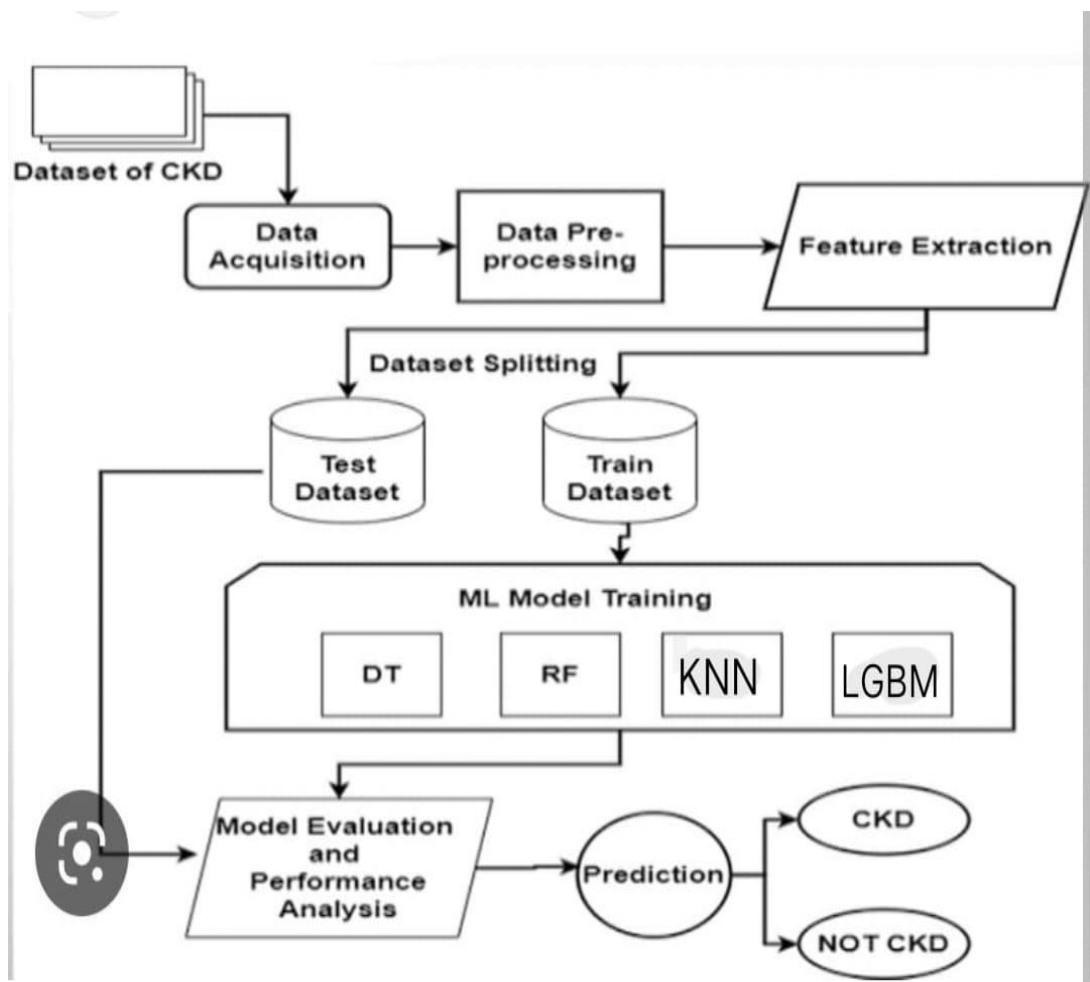 Dataset of CKD
Data
Acquisition
Data Pre-
processing
Feature Extraction
Dataset Splitting
Test
Dataset
Train
Dataset
ML Model Training
DT
RF
KNN
LGBM
Model Evaluation
and
Performance
Analysis
Prediction
CKD
NOT CKD